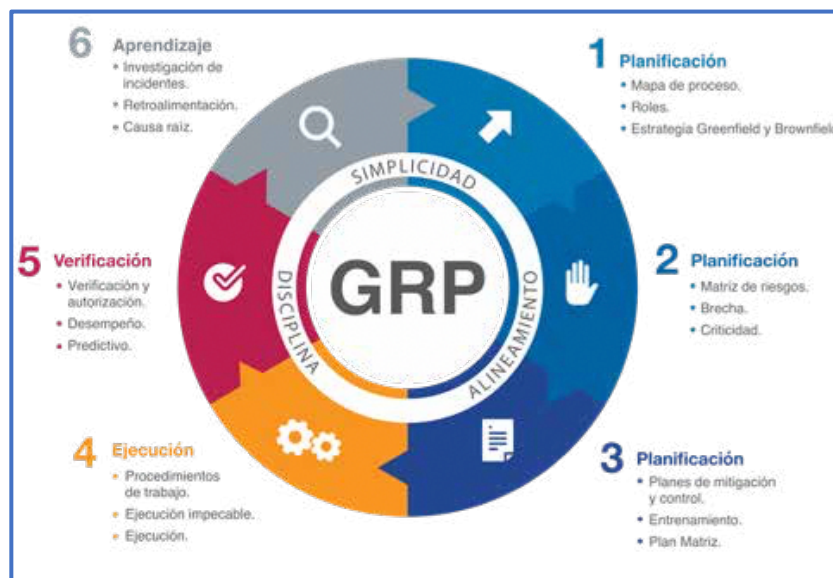 1 Planificación
• Mapa de proceso.
• Roles.
• Estrategia Greenfield y Brownfield
2 Planificación
• Matriz de riesgos.
• Brecha.
• Criticidad.
3 Planificación
• Planes de mitigación
y control.
• Entrenamiento.
• Plan Matriz.
4 Ejecución
• Procedimientos
de trabajo.
• Ejecución impecable.
• Ejecución.
5 Verificación
• Verificación y
autorización.
• Desempeño.
• Predictivo.
6 Aprendizaje
• Investigación de
incidentes.
• Retroalimentación.
• Causa raíz.
SIMPLICIDAD
ALINEAMIENTO
DISCIPLINA
GRP